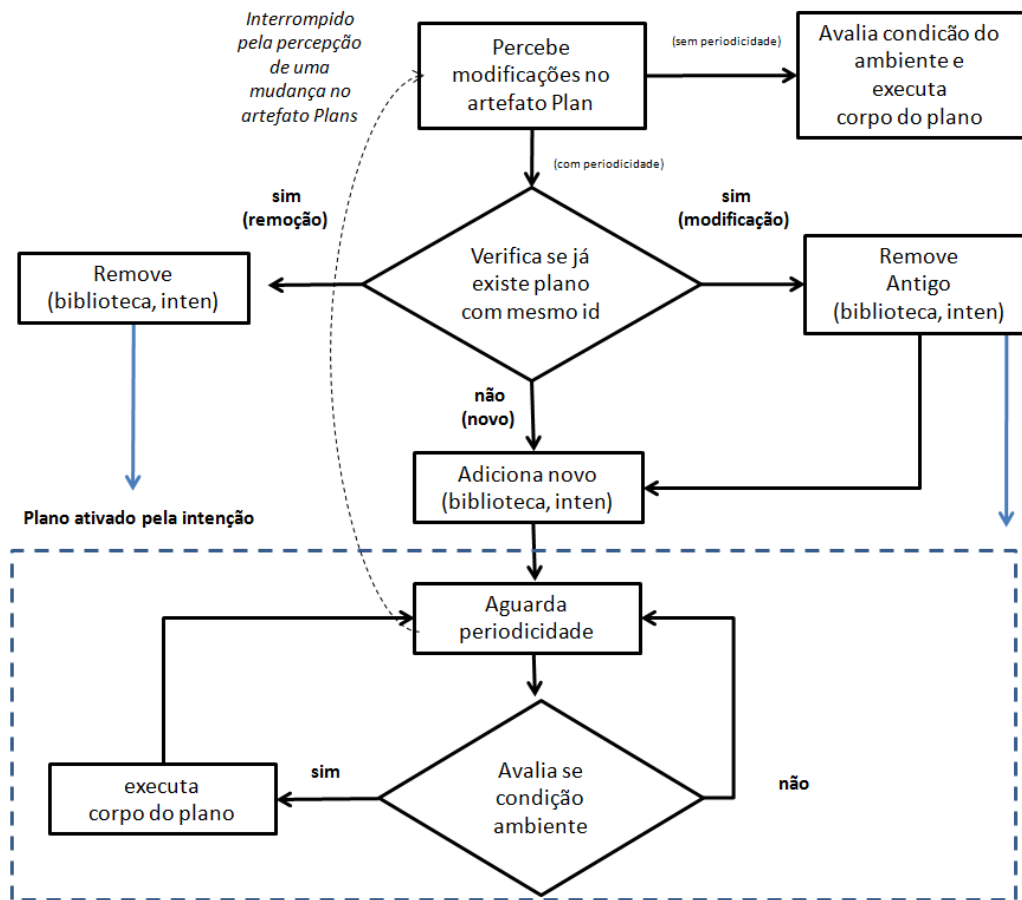 Interrompido
pela percepção
de uma
mudança no
artefato Plans
Percebe
modificações no
artefato Plan
(sem periodicidade)
Avalia condicão do
ambiente e
executa
corpo do plano
(com periodicidade)
sim
(remoção)
sim
(modificação)
Verifica se já
existe plano
com mesmo id
Remove
(biblioteca, inten)
Remove
Antigo
(biblioteca, inten)
não
(novo)
Adiciona novo
(biblioteca, inten)
Plano ativado pela intenção
Aguarda
periodicidade
Avalia se
condição
ambiente
sim
não
executa
corpo do plano